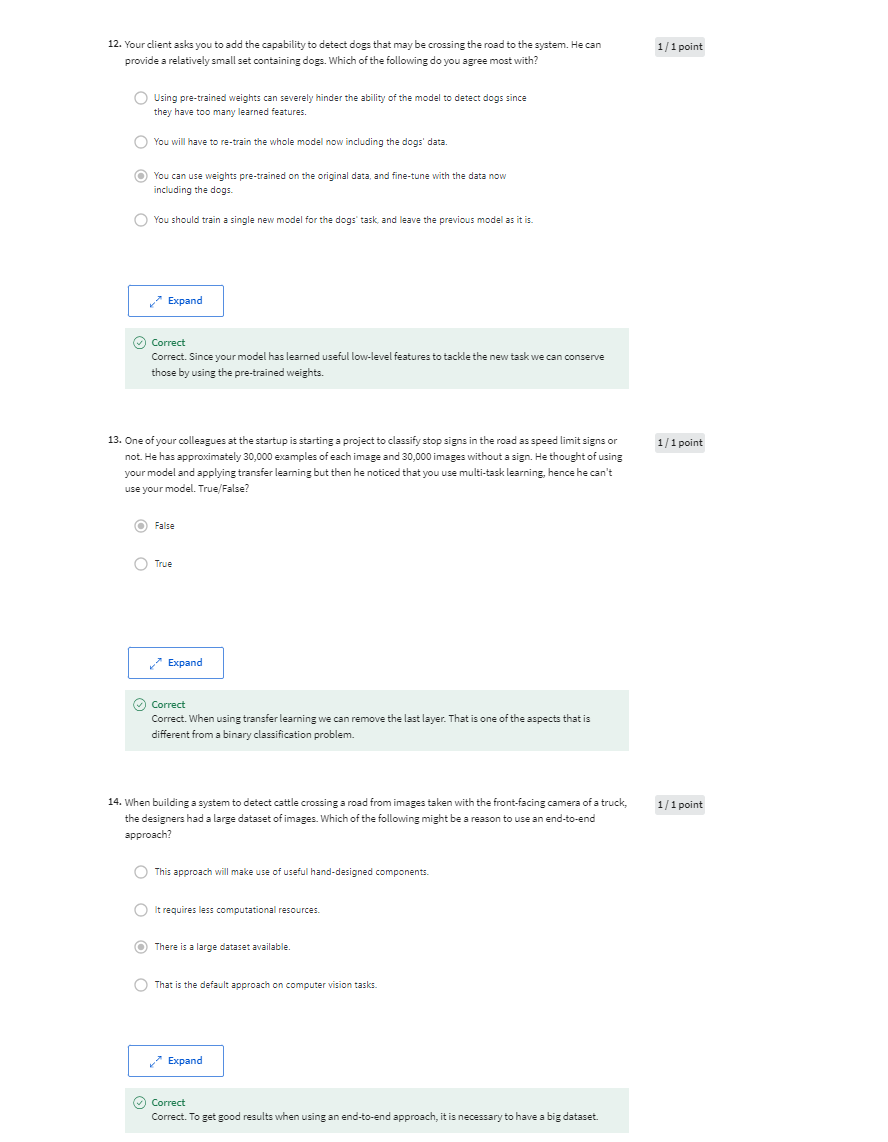 12. Your client asks you to add the capability to detect dogs that may be crossing the road to the system. He can
1 / 1 point
provide a relatively small set containing dogs. Which of the following do you agree most with?
Using pre-trained weights can severely hinder the ability of the model to detect dogs since
they have too many learned features.
You will have to re-train the whole model now including the dogs' data.
You can use weights pre-trained on the original data, and fine-tune with the data now
including the dogs.
You should train a single new model for the dogs' task, and leave the previous model as it is.
Expand
Correct
Correct. Since your model has learned useful low-level features to tackle the new task we can conserve
those by using the pre-trained weights.
13. One of your colleagues at the startup is starting a project to classify stop signs in the road as speed limit signs or
1 / 1 point
not. He has approximately 30,000 examples of each image and 30,000 images without a sign. He thought of using
your model and applying transfer learning but then he noticed that you use multi-task learning, hence he can't
use your model. True/False?
False
True
Expand
Correct
Correct. When using transfer learning we can remove the last layer. That is one of the aspects that is
different from a binary classification problem.
14. When building a system to detect cattle crossing a road from images taken with the front-facing camera of a truck,
1 / 1 point
the designers had a large dataset of images. Which of the following might be a reason to use an end-to-end
approach?
This approach will make use of useful hand-designed components.
It requires less computational resources.
There is a large dataset available.
That is the default approach on computer vision tasks.
Expand
Correct
Correct. To get good results when using an end-to-end approach, it is necessary to have a big dataset.